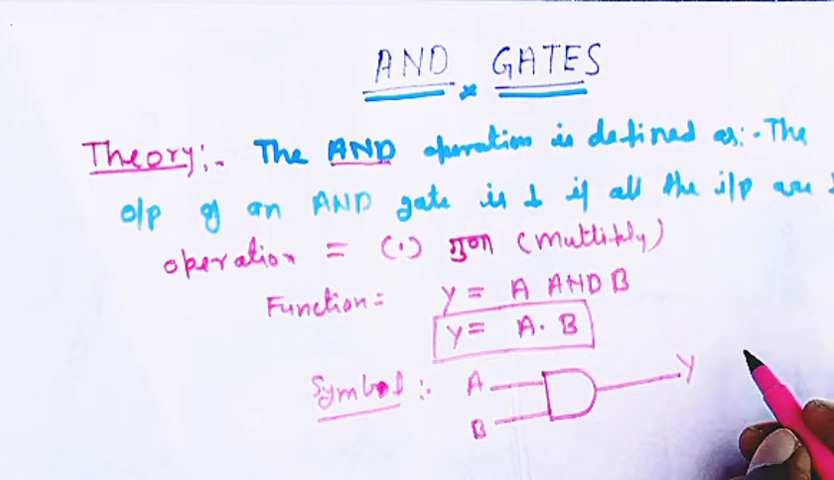 AND GATES
Theory:- The AND operation is defined as:- The
o/p of an AND gate is 1 if all the i/p are 1
operation = (.) गुणा (Multiply)
Function = Y = A AND B
Y = A . B
Symbol :- A Y
B